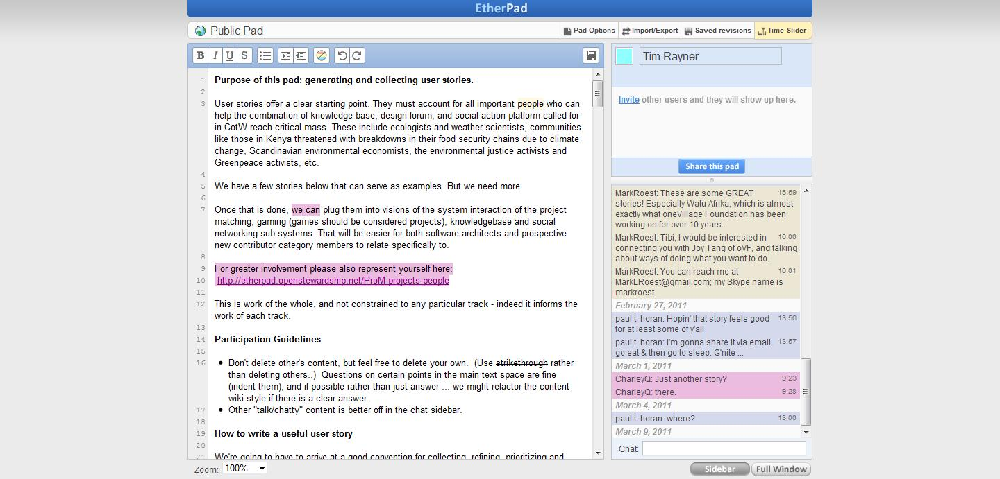 EtherPad
Public Pad
Pad Options
Import/Export
Saved revisions
Time Slider
B I U S
1 Purpose of this pad: generating and collecting user stories.
2
3 User stories offer a clear starting point. They must account for all important people who can
help the combination of knowledge base, design forum, and social action platform called for
in CotW reach critical mass. These include ecologists and weather scientists, communities
like those in Kenya threatened with breakdowns in their food security chains due to climate
change, Scandinavian environmental economists, the environmental justice activists and
Greenpeace activists, etc.
4
5 We have a few stories below that can serve as examples. But we need more.
6
7 Once that is done, we can plug them into visions of the system interaction of the project
matching, gaming (games should be considered projects), knowledgebase and social
networking sub-systems. That will be easier for both software architects and prospective
new contributor category members to relate specifically to.
8
9 For greater involvement please also represent yourself here:
10 http://etherpad.openstewardship.net/ProM-projects-people
11
12 This is work of the whole, and not constrained to any particular track - indeed it informs the
work of each track.
13
14 Participation Guidelines
15
16 • Don't delete other's content, but feel free to delete your own. (Use strikethrough rather
than deleting others..) Questions on certain points in the main text space are fine
(indent them), and if possible rather than just answer ... we might refactor the content
wiki style if there is a clear answer.
17 • Other "talk/chatty" content is better off in the chat sidebar.
18
19 How to write a useful user story
20
21 We're going to have to arrive at a good convention for collecting, refining, prioritizing and
Zoom: 100%
Tim Rayner
Invite other users and they will show up here.
Share this pad
MarkRoest: These are some GREAT 15:59
stories! Especially Watu Afrika, which is almost
exactly what oneVillage Foundation has been
working on for over 10 years.
MarkRoest: Tibi, I would be interested in 16:00
connecting you with Joy Tang of oVF, and talking
about ways of doing what you want to do.
MarkRoest: You can reach me at 16:01
MarkLRoest@gmail.com; my Skype name is
markroest.
February 27, 2011
paul t. horan: Hopin' that story feels good 13:56
for at least some of y'all
paul t. horan: I'm gonna share it via email, 13:57
go eat & then go to sleep. G'nite ...
March 1, 2011
CharleyQ: Just another story? 9:23
CharleyQ: there. 9:28
March 4, 2011
paul t. horan: where? 13:00
March 9, 2011
Chat:
Sidebar
Full Window